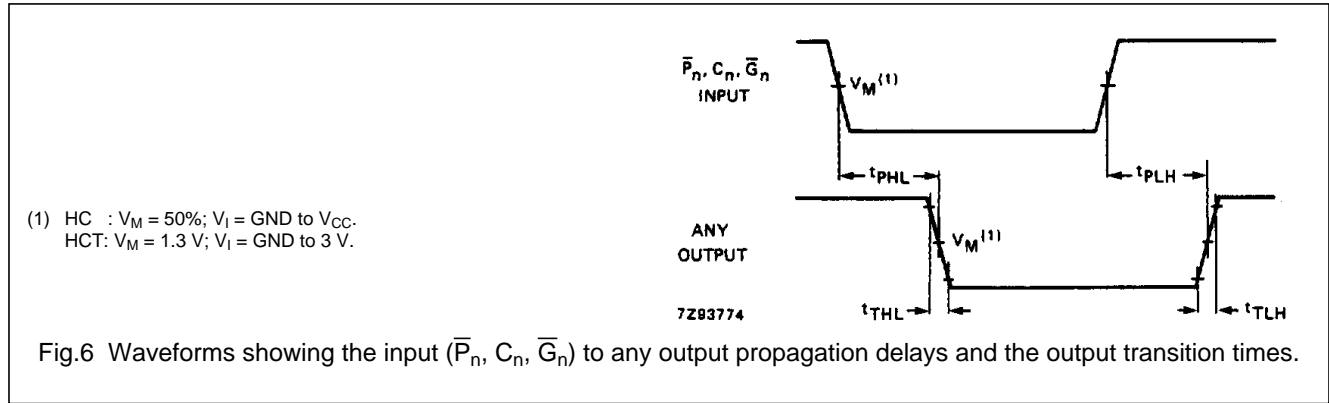 P̅n, Cn, G̅n
INPUT
VM(1)
tPHL
tPLH
(1) HC : VM = 50%; VI = GND to VCC.
HCT: VM = 1.3 V; VI = GND to 3 V.
ANY
OUTPUT
VM(1)
7Z93774
tTHL
tTLH
Fig.6 Waveforms showing the input (P̅n, Cn, G̅n) to any output propagation delays and the output transition times.